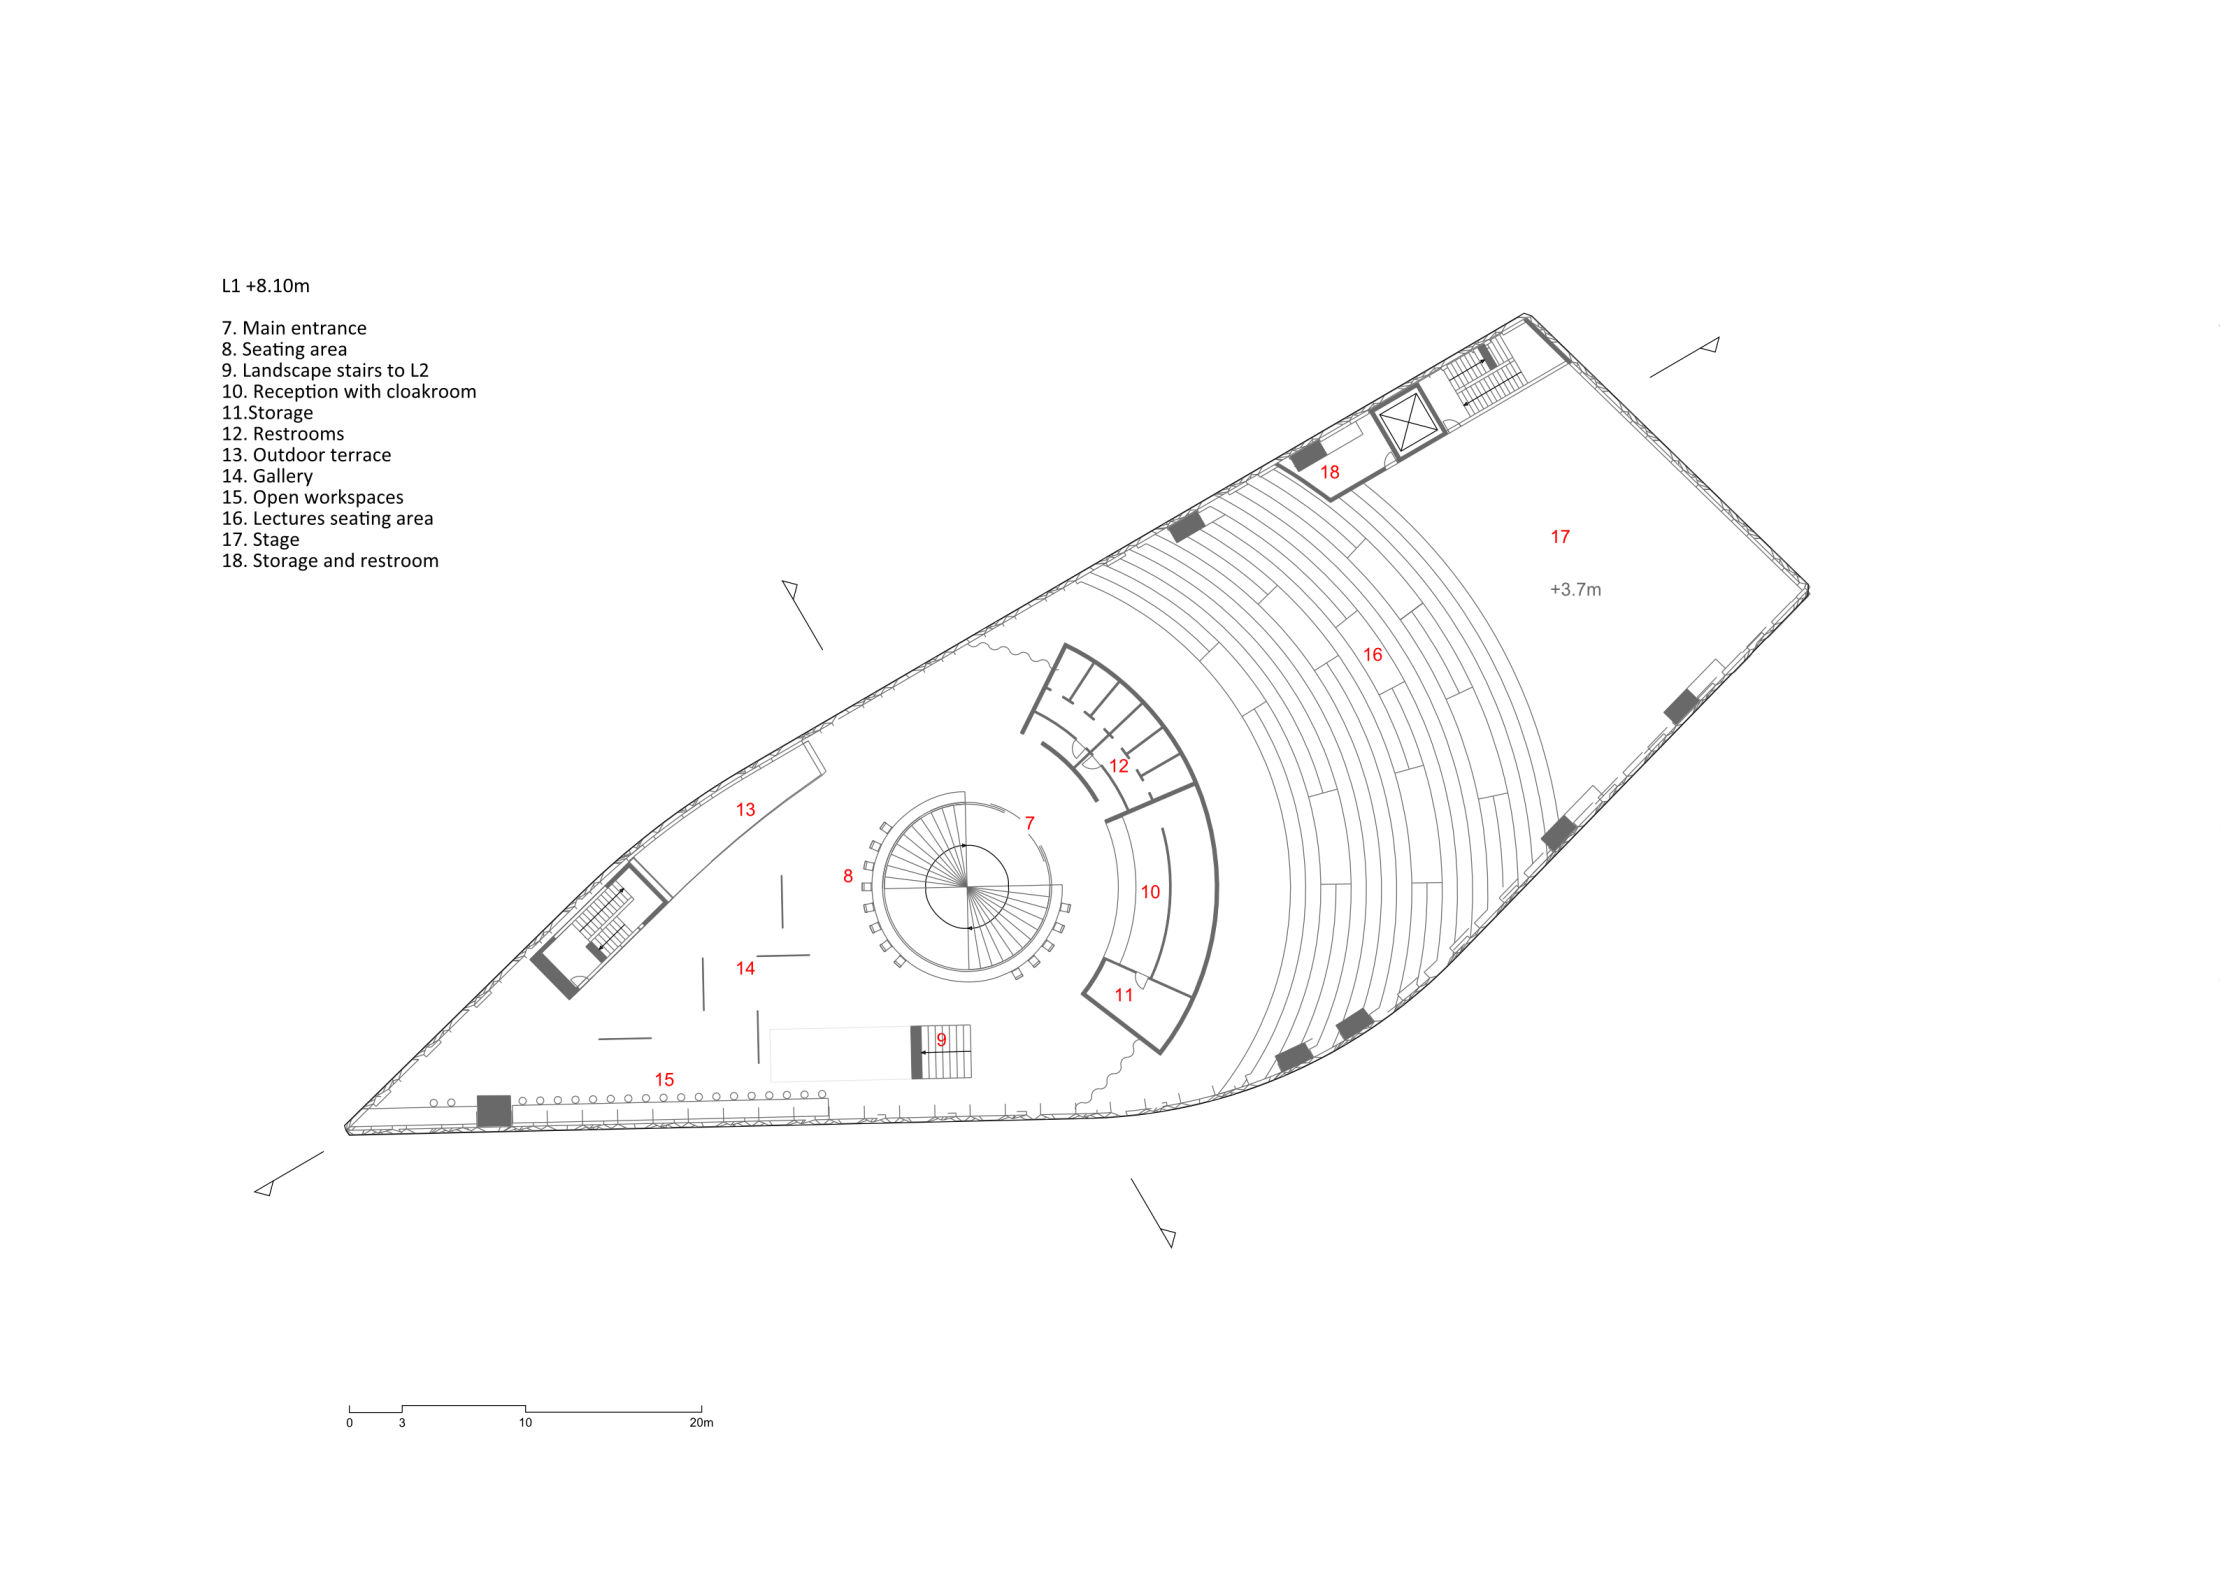 L1 +8.10m
7. Main entrance
8. Seating area
9. Landscape stairs to L2
10. Reception with cloakroom
11.Storage
12. Restrooms
13. Outdoor terrace
14. Gallery
15. Open workspaces
16. Lectures seating area
17. Stage
18. Storage and restroom
18
17
+3.7m
16
12
13
7
8
10
14
11
9
15
0 3 10 20m